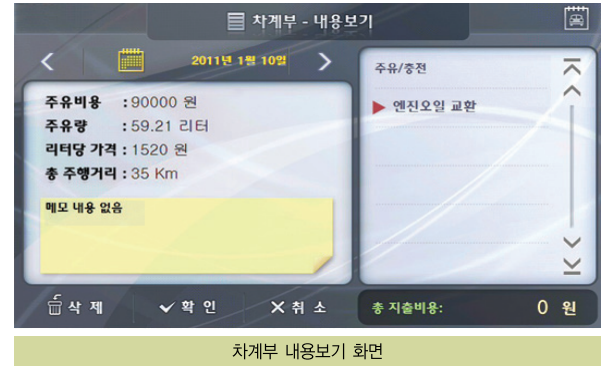 차계부 - 내용보기
2011년 1월 10일
주유비용 : 90000 원
주유량 : 59.21 리터
리터당 가격 : 1520 원
총 주행거리 : 35 Km
메모 내용 없음
주유/충전
엔진오일 교환
삭 제
확 인
취 소
총 지출비용: 0 원
차계부 내용보기 화면